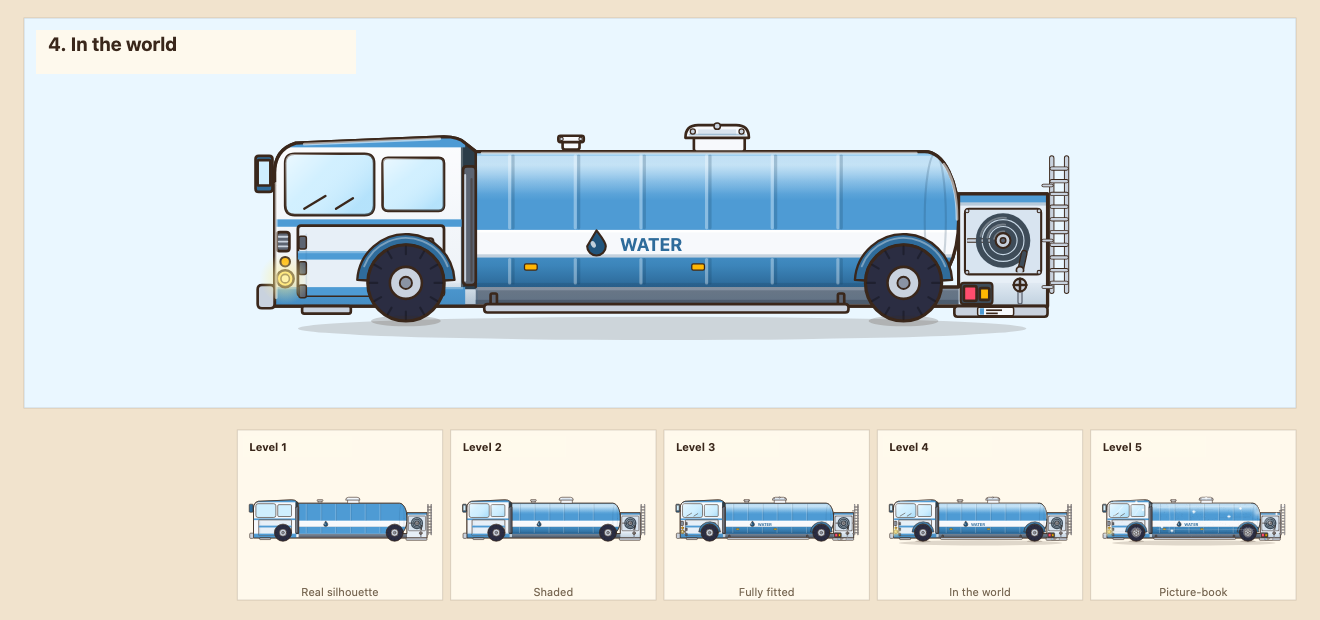 4. In the world
WATER
Level 1
Level 2
Level 3
Level 4
Level 5
WATER
WATER
WATER
Real silhouette
Shaded
Fully fitted
In the world
Picture-book